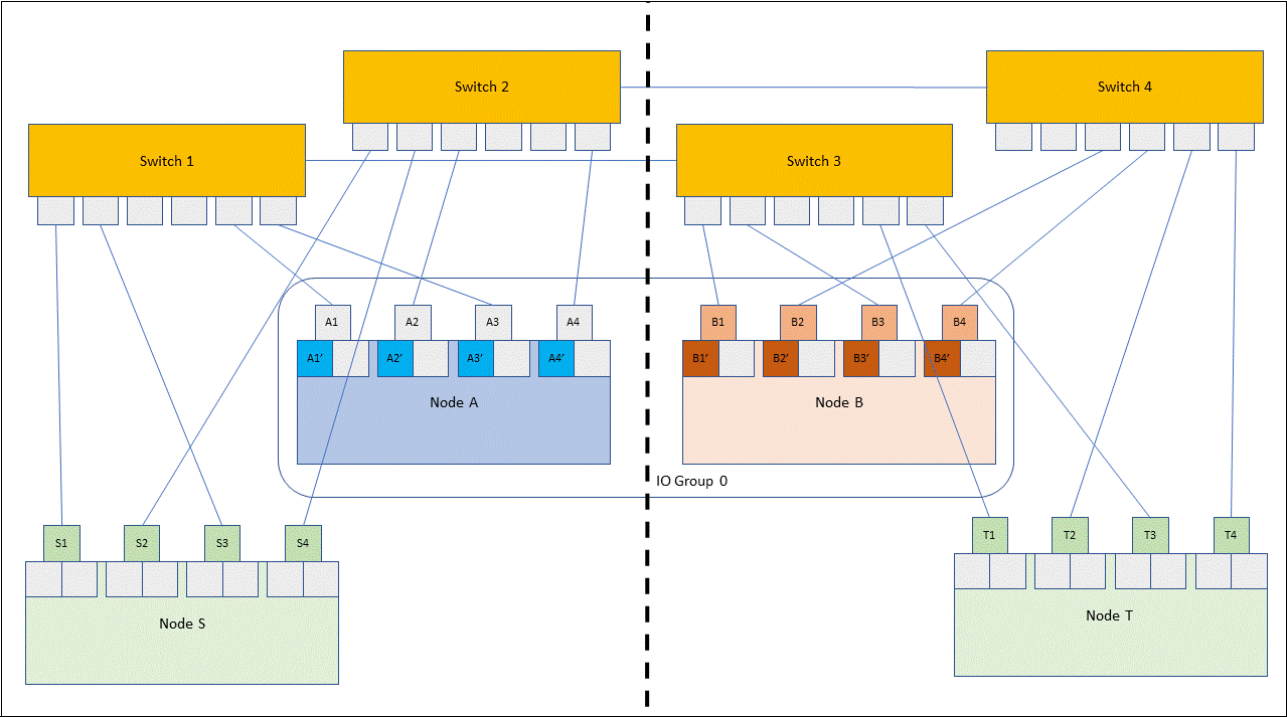 Switch 2
Switch 4
Switch 1
Switch 3
A1
A2
A3
A4
B1
B2
B3
B4
A1′
A2′
A3′
A4′
B1′
B2′
B3′
B4′
Node A
Node B
IO Group 0
S1
S2
S3
S4
T1
T2
T3
T4
Node S
Node T